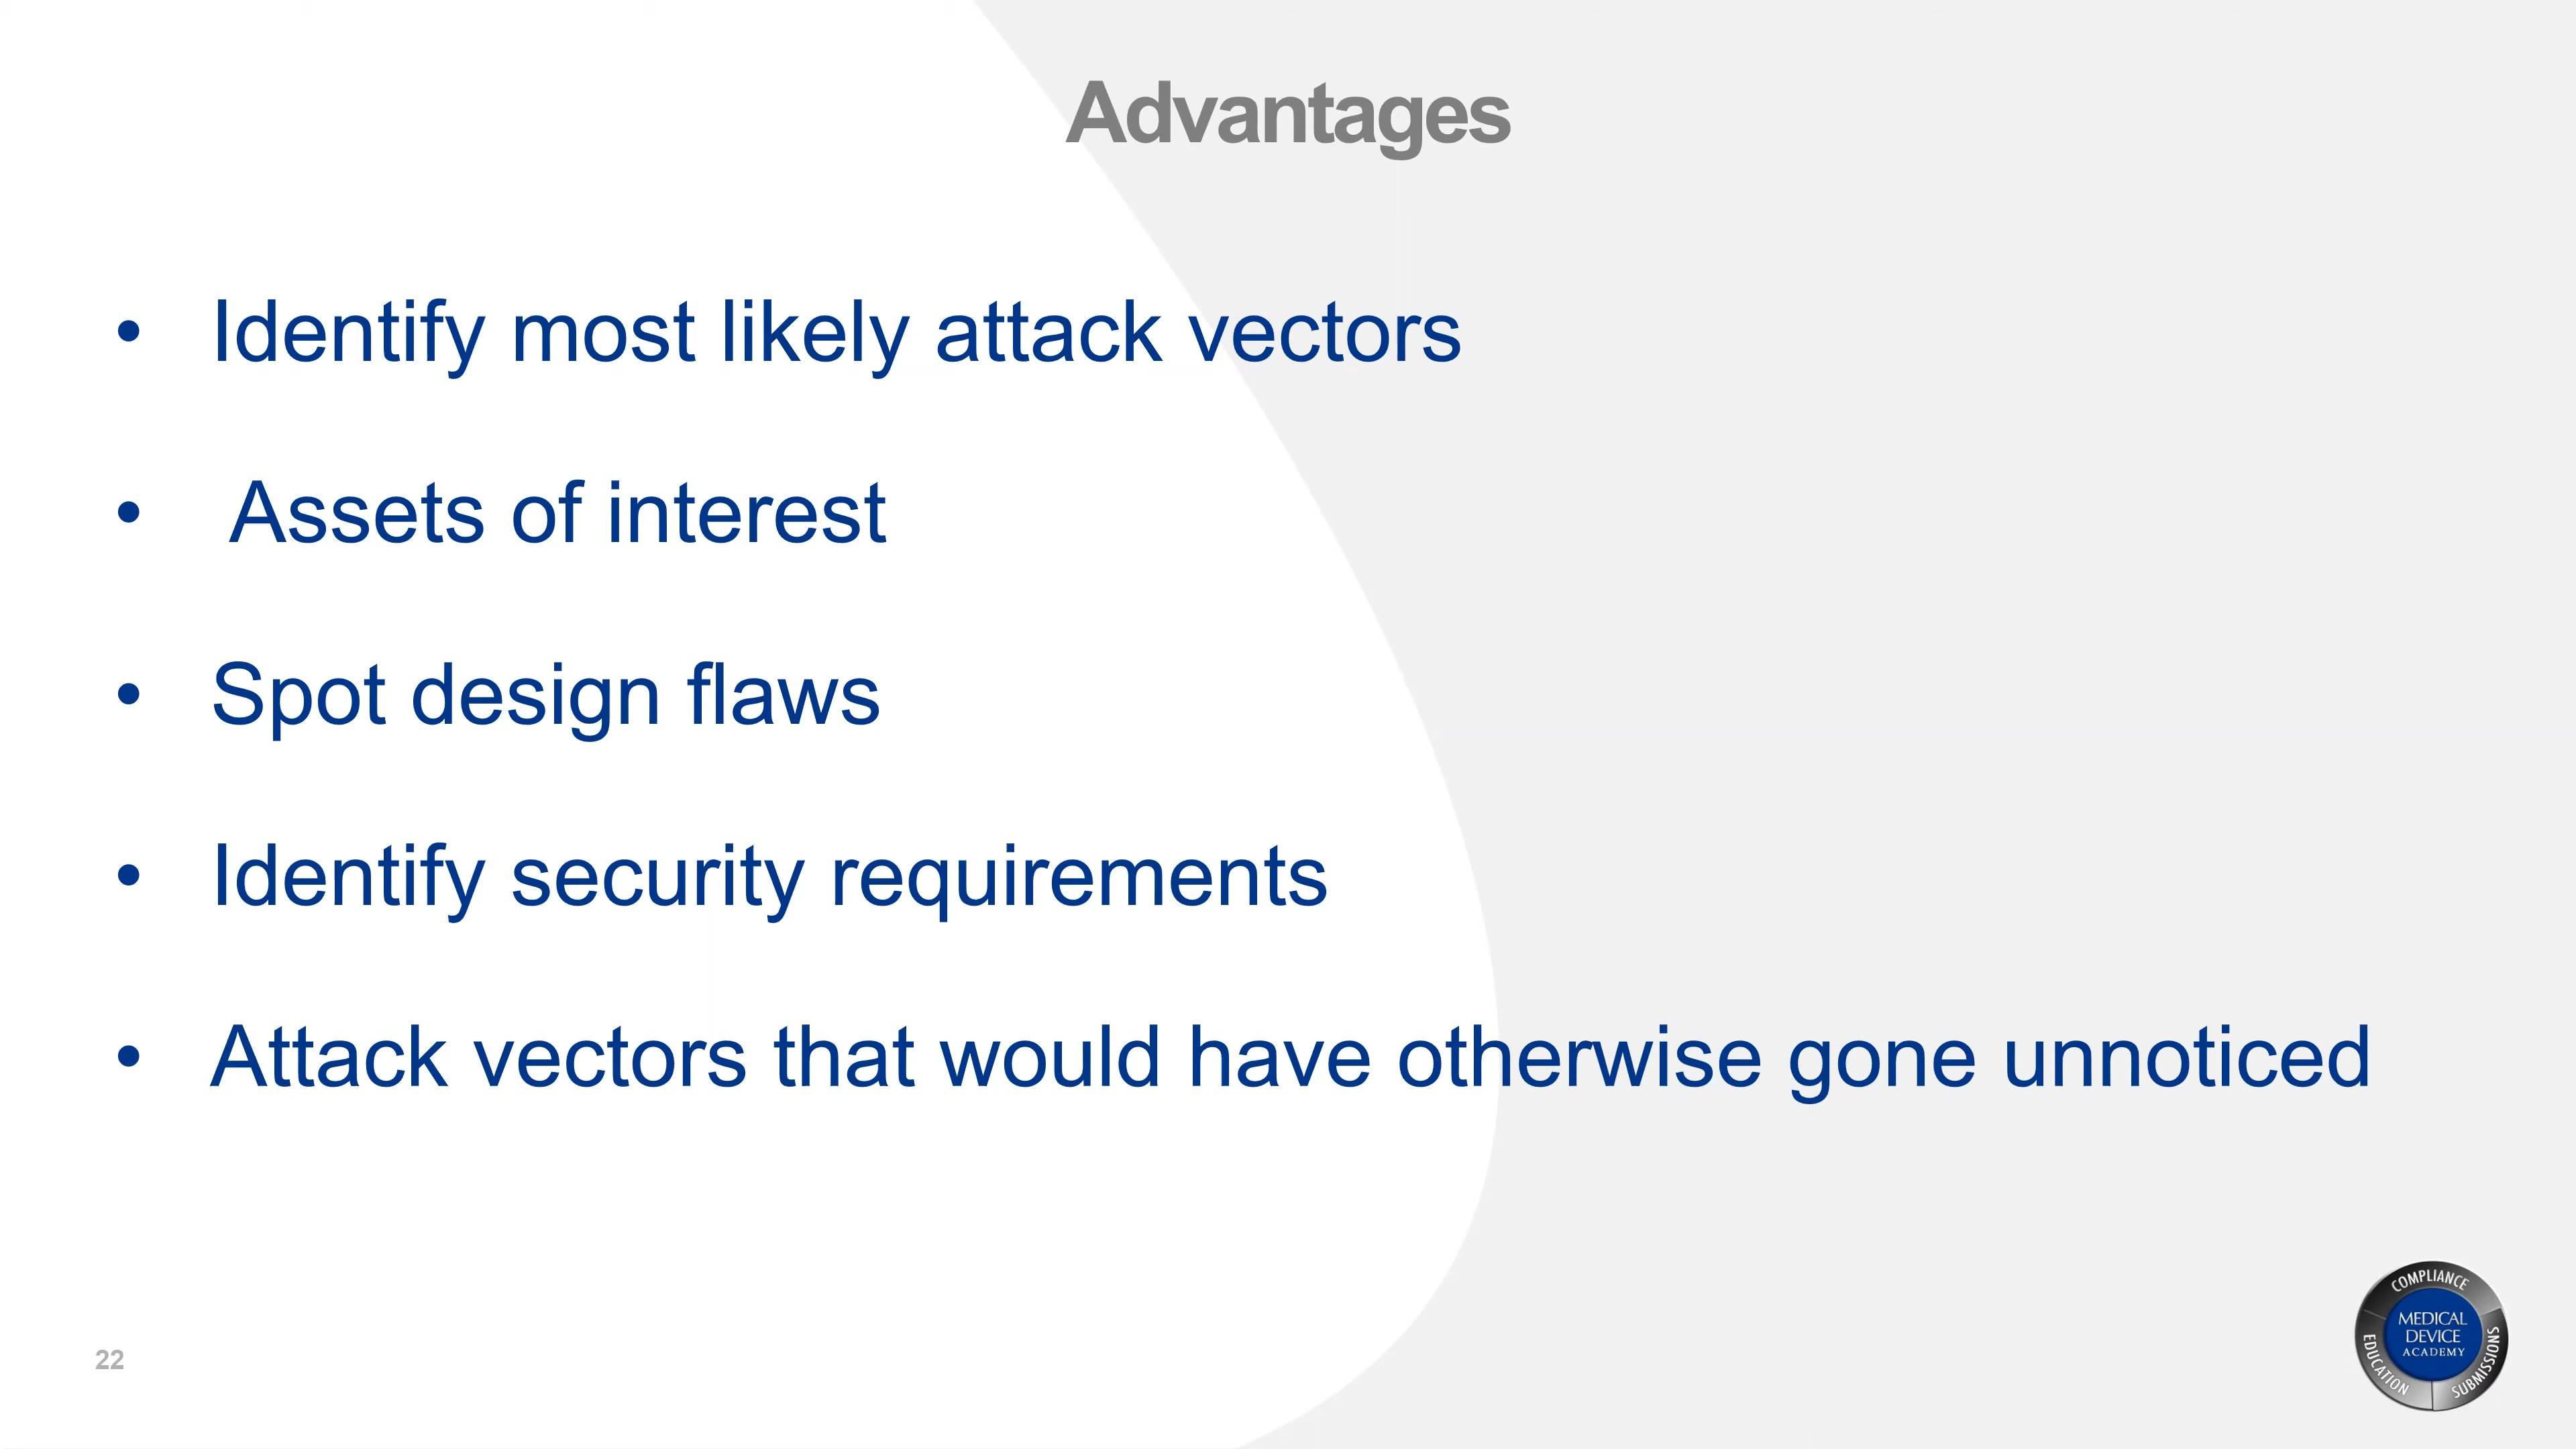 Advantages
• Identify most likely attack vectors
• Assets of interest
• Spot design flaws
• Identify security requirements
• Attack vectors that would have otherwise gone unnoticed
22
COMPLIANCE
MEDICAL
DEVICE
ACADEMY
EDUCATION
SUBMISSIONS